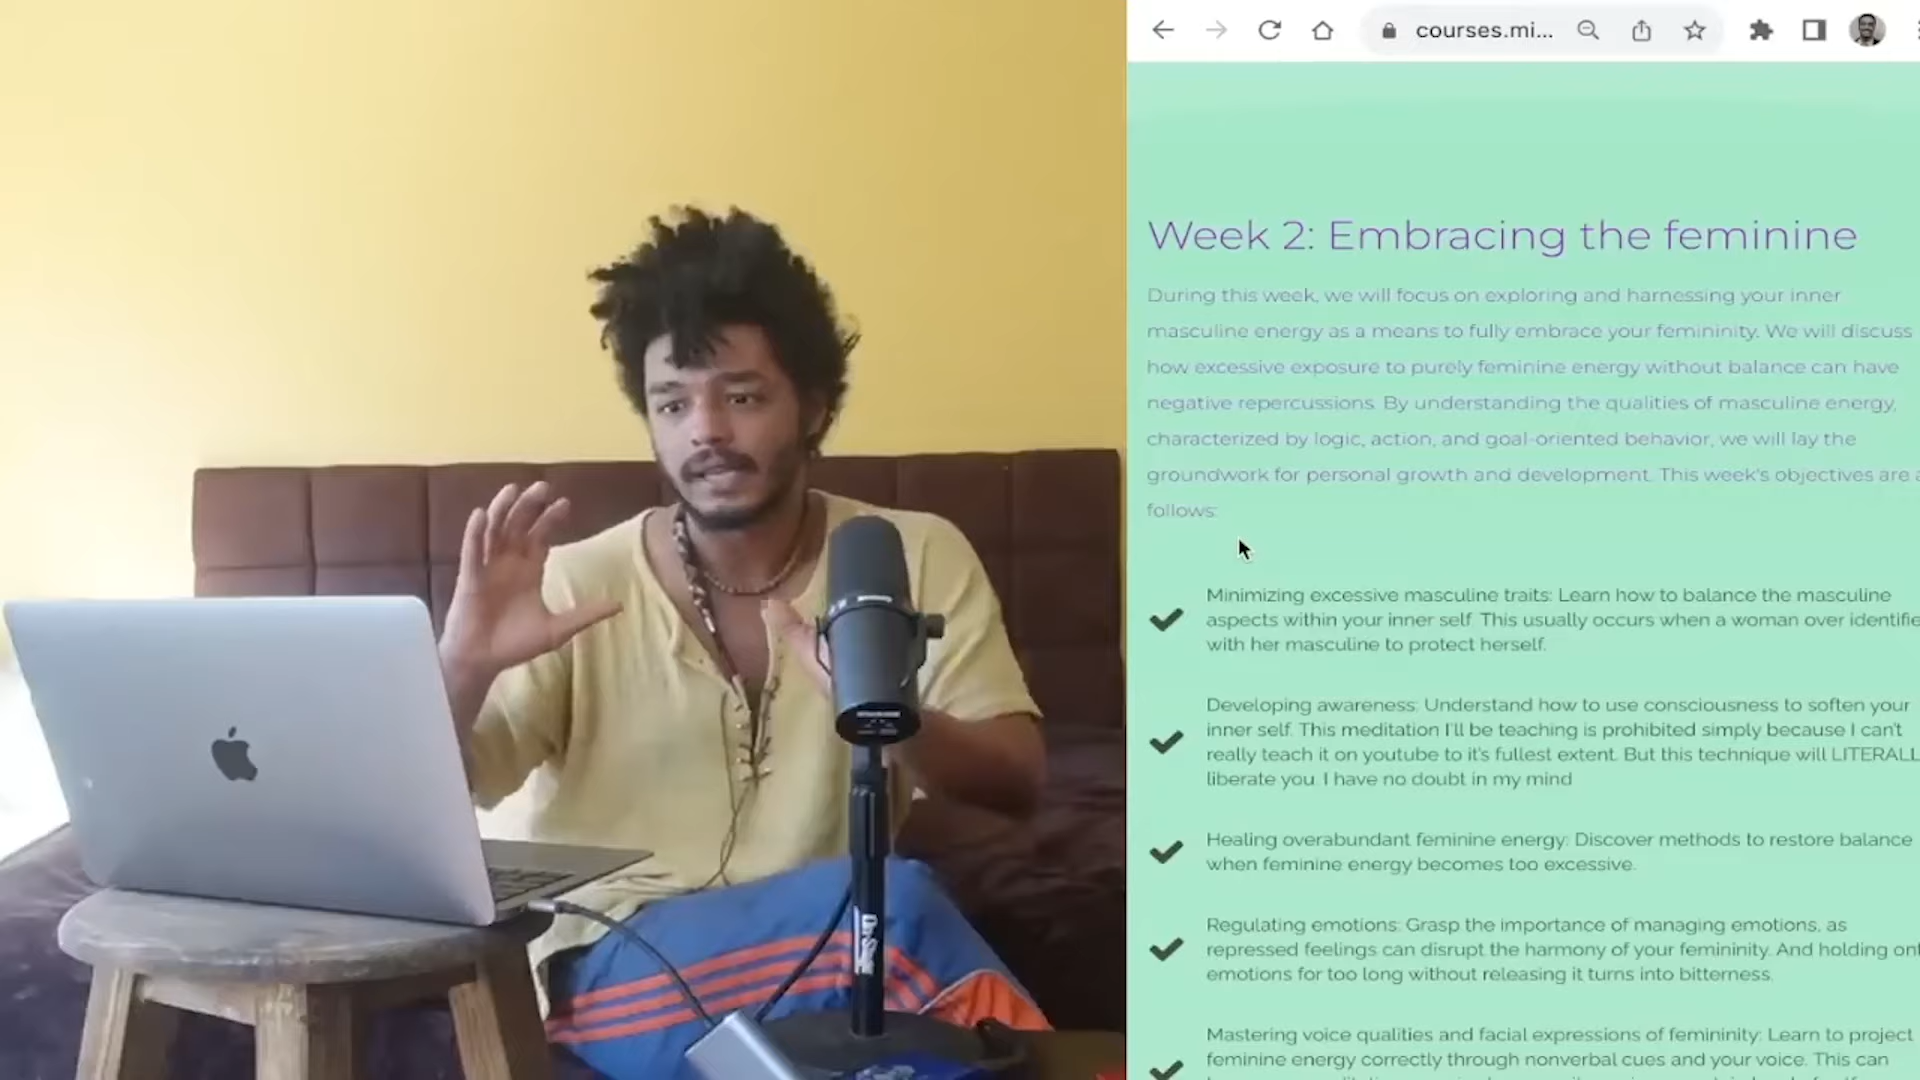 courses.mi...
Week 2: Embracing the feminine
During this week, we will focus on exploring and harnessing your inner
masculine energy as a means to fully embrace your femininity. We will discuss
how excessive exposure to purely feminine energy without balance can have
negative repercussions. By understanding the qualities of masculine energy,
characterized by logic, action, and goal-oriented behavior, we will lay the
groundwork for personal growth and development. This week's objectives are a
follows:
Minimizing excessive masculine traits: Learn how to balance the masculine
aspects within your inner self. This usually occurs when a woman over identifie
with her masculine to protect herself.
Developing awareness: Understand how to use consciousness to soften your
inner self. This meditation I'll be teaching is prohibited simply because I can't
really teach it on youtube to it's fullest extent. But this technique will LITERALL
liberate you. I have no doubt in my mind
Healing overabundant feminine energy: Discover methods to restore balance
when feminine energy becomes too excessive.
Regulating emotions: Grasp the importance of managing emotions, as
repressed feelings can disrupt the harmony of your femininity. And holding ont
emotions for too long without releasing it turns into bitterness.
Mastering voice qualities and facial expressions of femininity: Learn to project
feminine energy correctly through nonverbal cues and your voice. This can